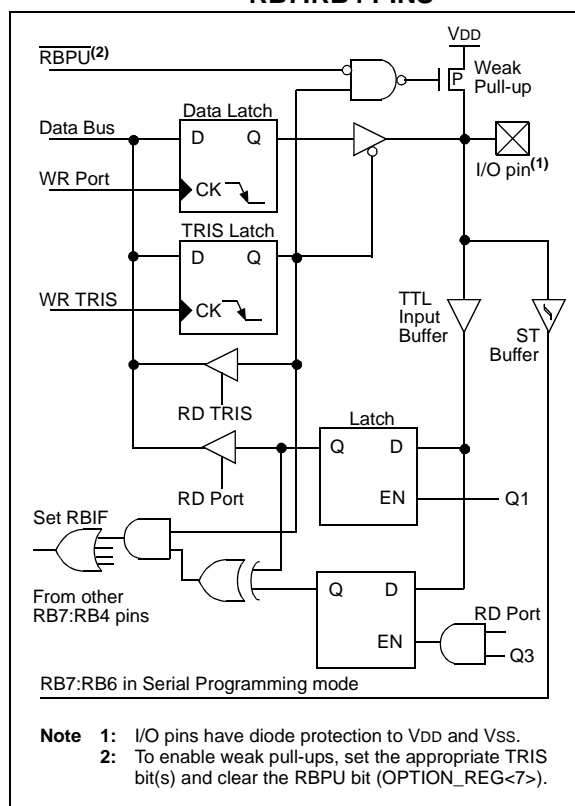 VDD
RBPU(2)
P
Weak
Pull-up
Data Latch
Data Bus
D
Q
I/O pin(1)
WR Port
CK
TRIS Latch
D
Q
WR TRIS
CK
TTL
Input
Buffer
ST
Buffer
RD TRIS
Latch
Q
D
RD Port
EN
Q1
Set RBIF
From other
RB7:RB4 pins
Q
D
RD Port
EN
Q3
RB7:RB6 in Serial Programming mode
Note 1: I/O pins have diode protection to VDD and VSS.
2: To enable weak pull-ups, set the appropriate TRIS
bit(s) and clear the RBPU bit (OPTION_REG<7>).